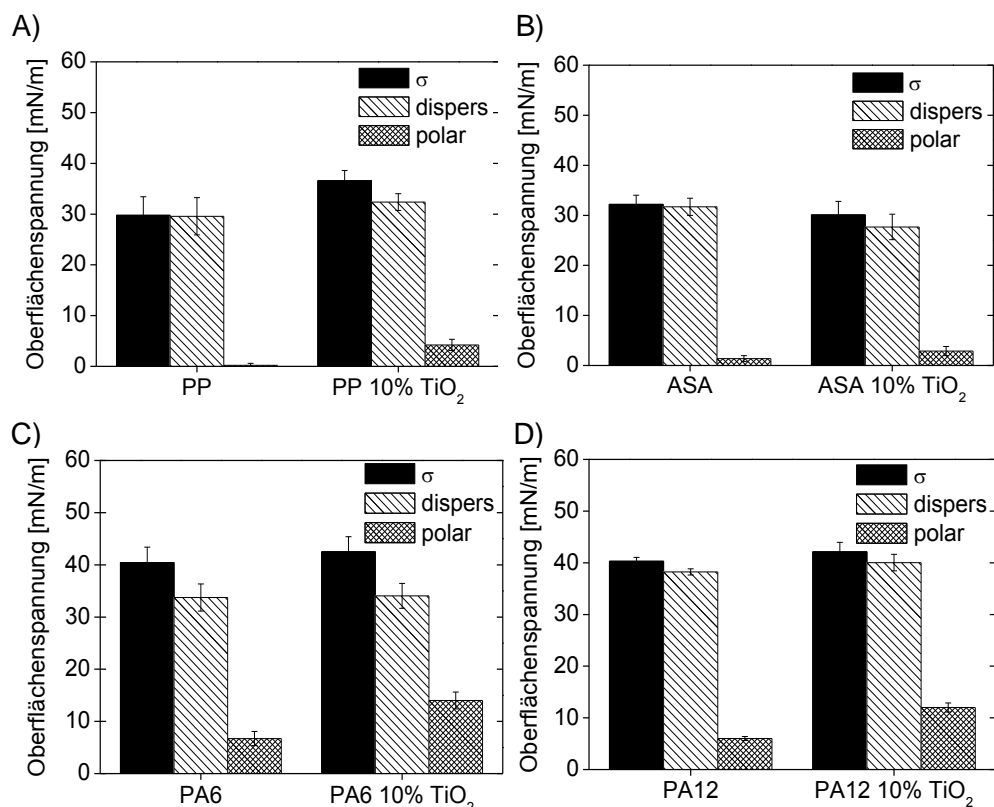 A)
Oberflächenspannung [mN/m]
60
50
40
30
20
10
0
σ
dispers
polar
PP
PP 10% TiO₂
B)
Oberflächenspannung [mN/m]
60
50
40
30
20
10
0
σ
dispers
polar
ASA
ASA 10% TiO₂
C)
Oberflächenspannung [mN/m]
60
50
40
30
20
10
0
σ
dispers
polar
PA6
PA6 10% TiO₂
D)
Oberflächenspannung [mN/m]
60
50
40
30
20
10
0
σ
dispers
polar
PA12
PA12 10% TiO₂